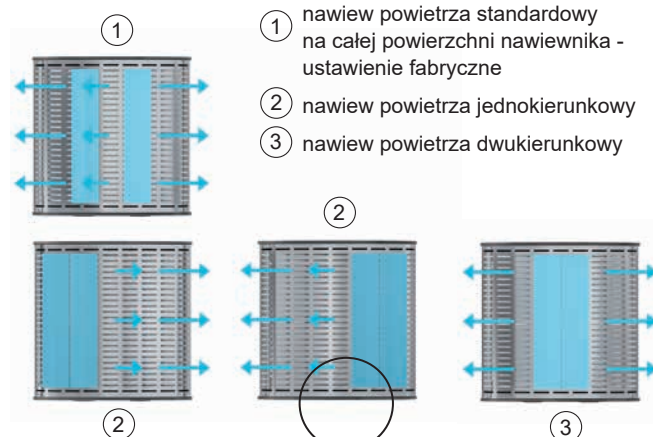 1
1 nawiew powietrza standardowy
na całej powierzchni nawiewnika -
ustawienie fabryczne
2 nawiew powietrza jednokierunkowy
3 nawiew powietrza dwukierunkowy
2
2
3